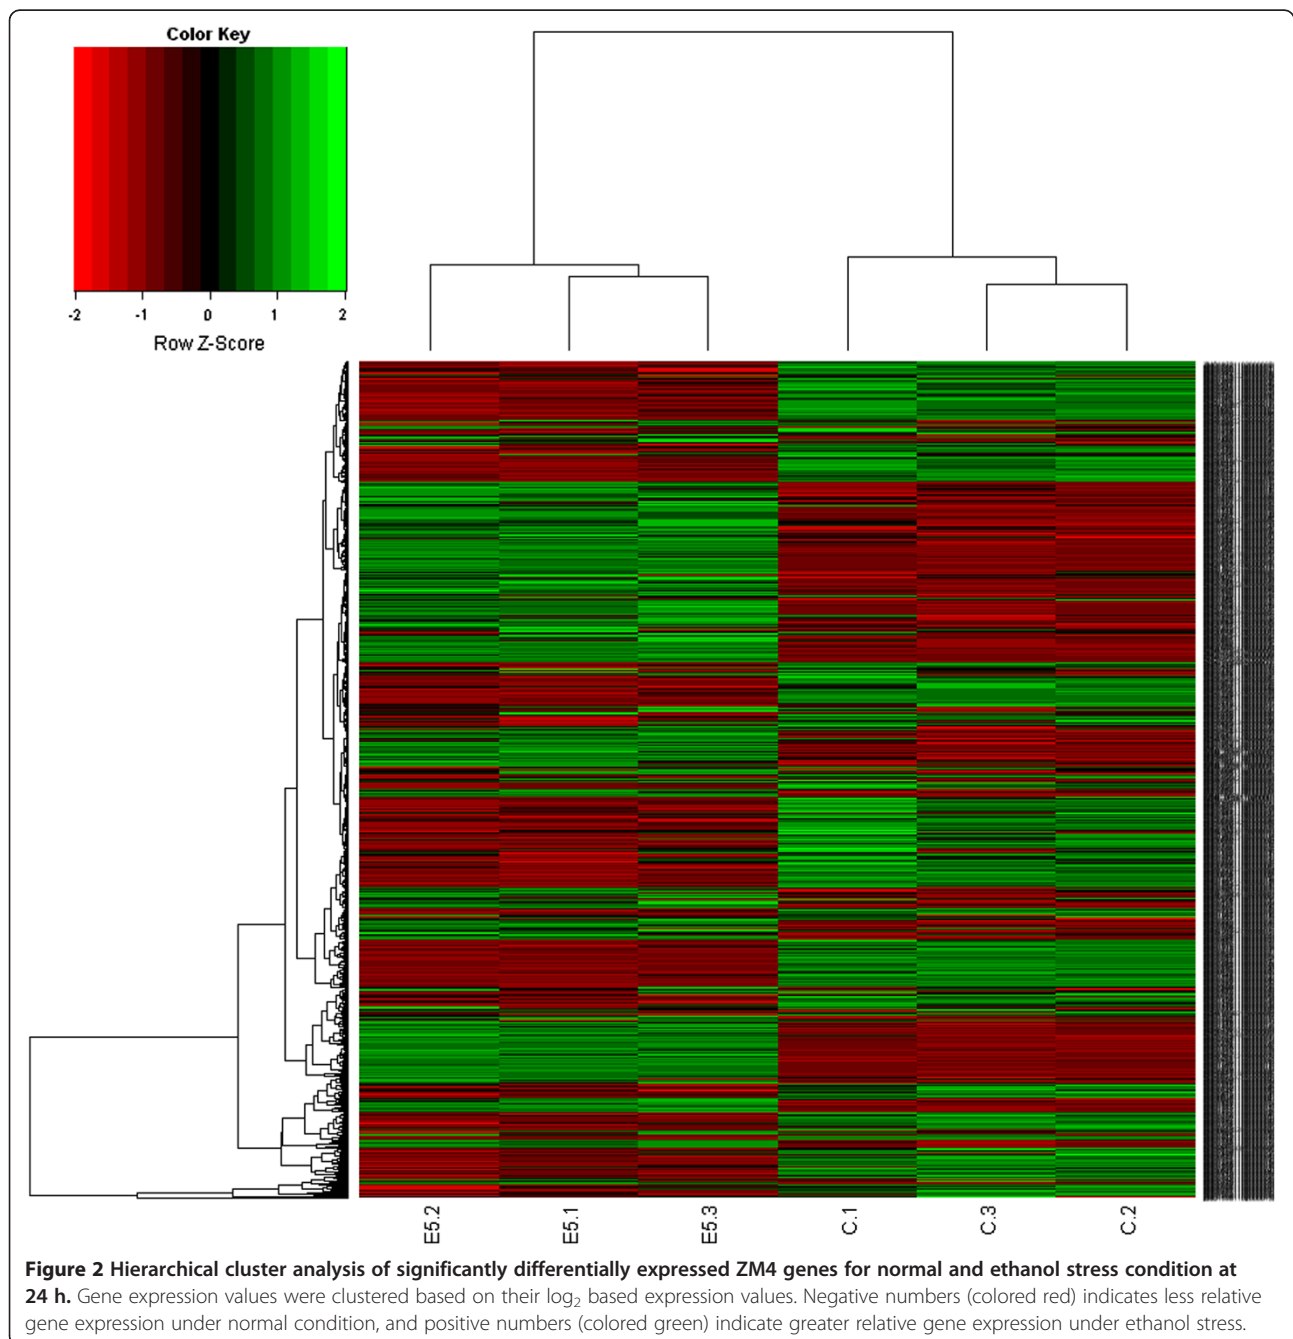 Color Key
-2 -1 0 1 2
Row Z-Score
E5.2 E5.1 E5.3 C.1 C.3 C.2
Figure 2 Hierarchical cluster analysis of significantly differentially expressed ZM4 genes for normal and ethanol stress condition at
24 h. Gene expression values were clustered based on their log2 based expression values. Negative numbers (colored red) indicates less relative
gene expression under normal condition, and positive numbers (colored green) indicate greater relative gene expression under ethanol stress.